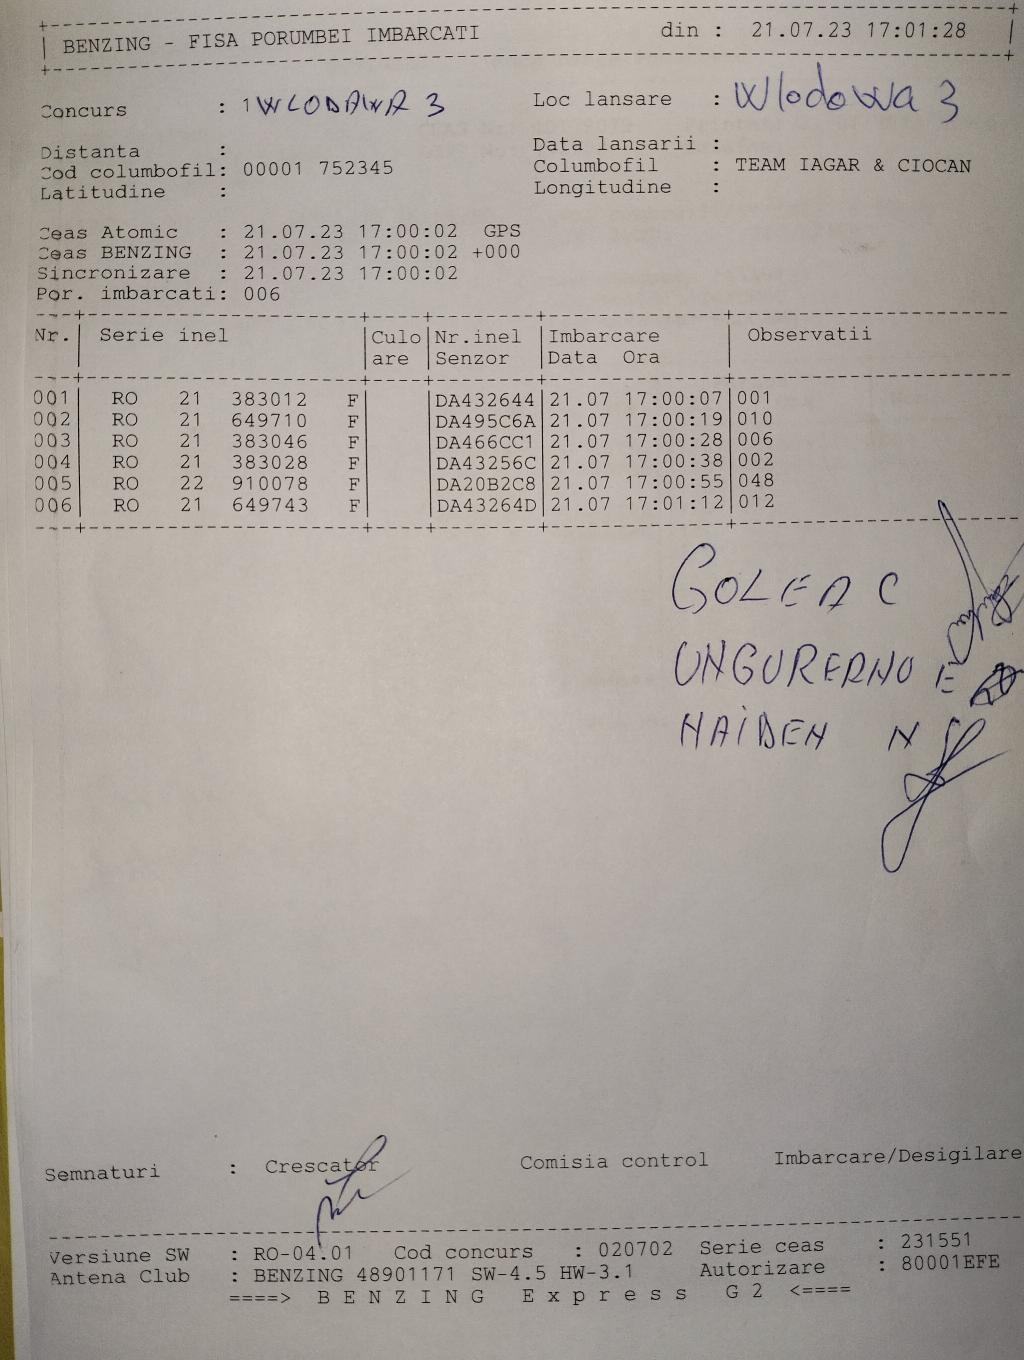 BENZING - FISA PORUMBEI IMBARCATI din : 21.07.23 17:01:28
Concurs : 1 WLODAWA 3 Loc lansare : Wlodowa 3
Distanta : Data lansarii :
Cod columbofil: 00001 752345 Columbofil : TEAM IAGAR & CIOCAN
Latitudine : Longitudine :
Ceas Atomic : 21.07.23 17:00:02 GPS
Ceas BENZING : 21.07.23 17:00:02 +000
Sincronizare : 21.07.23 17:00:02
Por. imbarcati: 006
Nr. Serie inel Culo Nr.inel Imbarcare Observatii
are Senzor Data Ora
001 RO 21 383012 F DA432644 21.07 17:00:07 001
002 RO 21 649710 F DA495C6A 21.07 17:00:19 010
003 RO 21 383046 F DA466CC1 21.07 17:00:28 006
004 RO 21 383028 F DA43256C 21.07 17:00:38 002
005 RO 22 910078 F DA20B2C8 21.07 17:00:55 048
006 RO 21 649743 F DA43264D 21.07 17:01:12 012
GOLEA C
E
HAIDEN N
Semnaturi : Crescator Comisia control Imbarcare/Desigilare
Versiune SW : RO-04.01 Cod concurs : 020702 Serie ceas : 231551
Antena Club : BENZING 48901171 SW-4.5 HW-3.1 Autorizare : 80001EFE
====> B E N Z I N G E x p r e s s G 2 <====